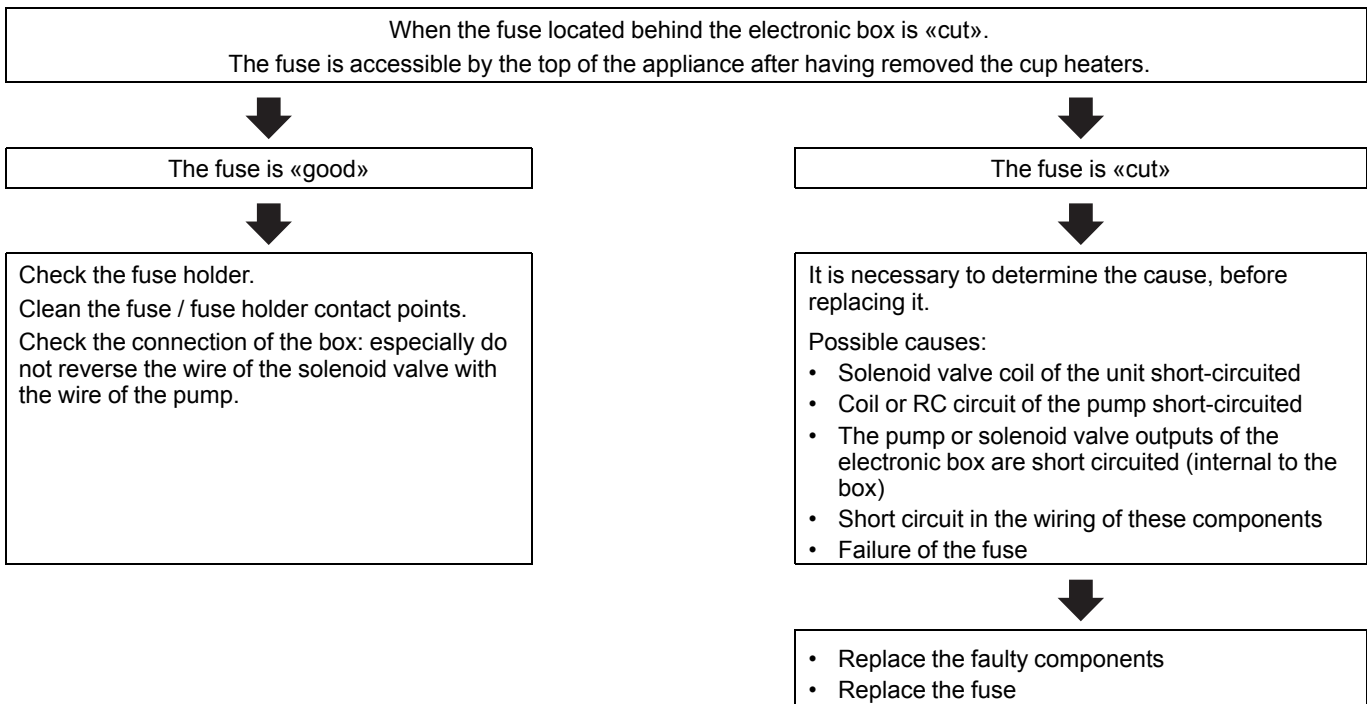 When the fuse located behind the electronic box is «cut».
The fuse is accessible by the top of the appliance after having removed the cup heaters.
The fuse is «good»
The fuse is «cut»
Check the fuse holder.
Clean the fuse / fuse holder contact points.
Check the connection of the box: especially do
not reverse the wire of the solenoid valve with
the wire of the pump.
It is necessary to determine the cause, before
replacing it.
Possible causes:
• Solenoid valve coil of the unit short-circuited
• Coil or RC circuit of the pump short-circuited
• The pump or solenoid valve outputs of the
electronic box are short circuited (internal to the
box)
• Short circuit in the wiring of these components
• Failure of the fuse
• Replace the faulty components
• Replace the fuse